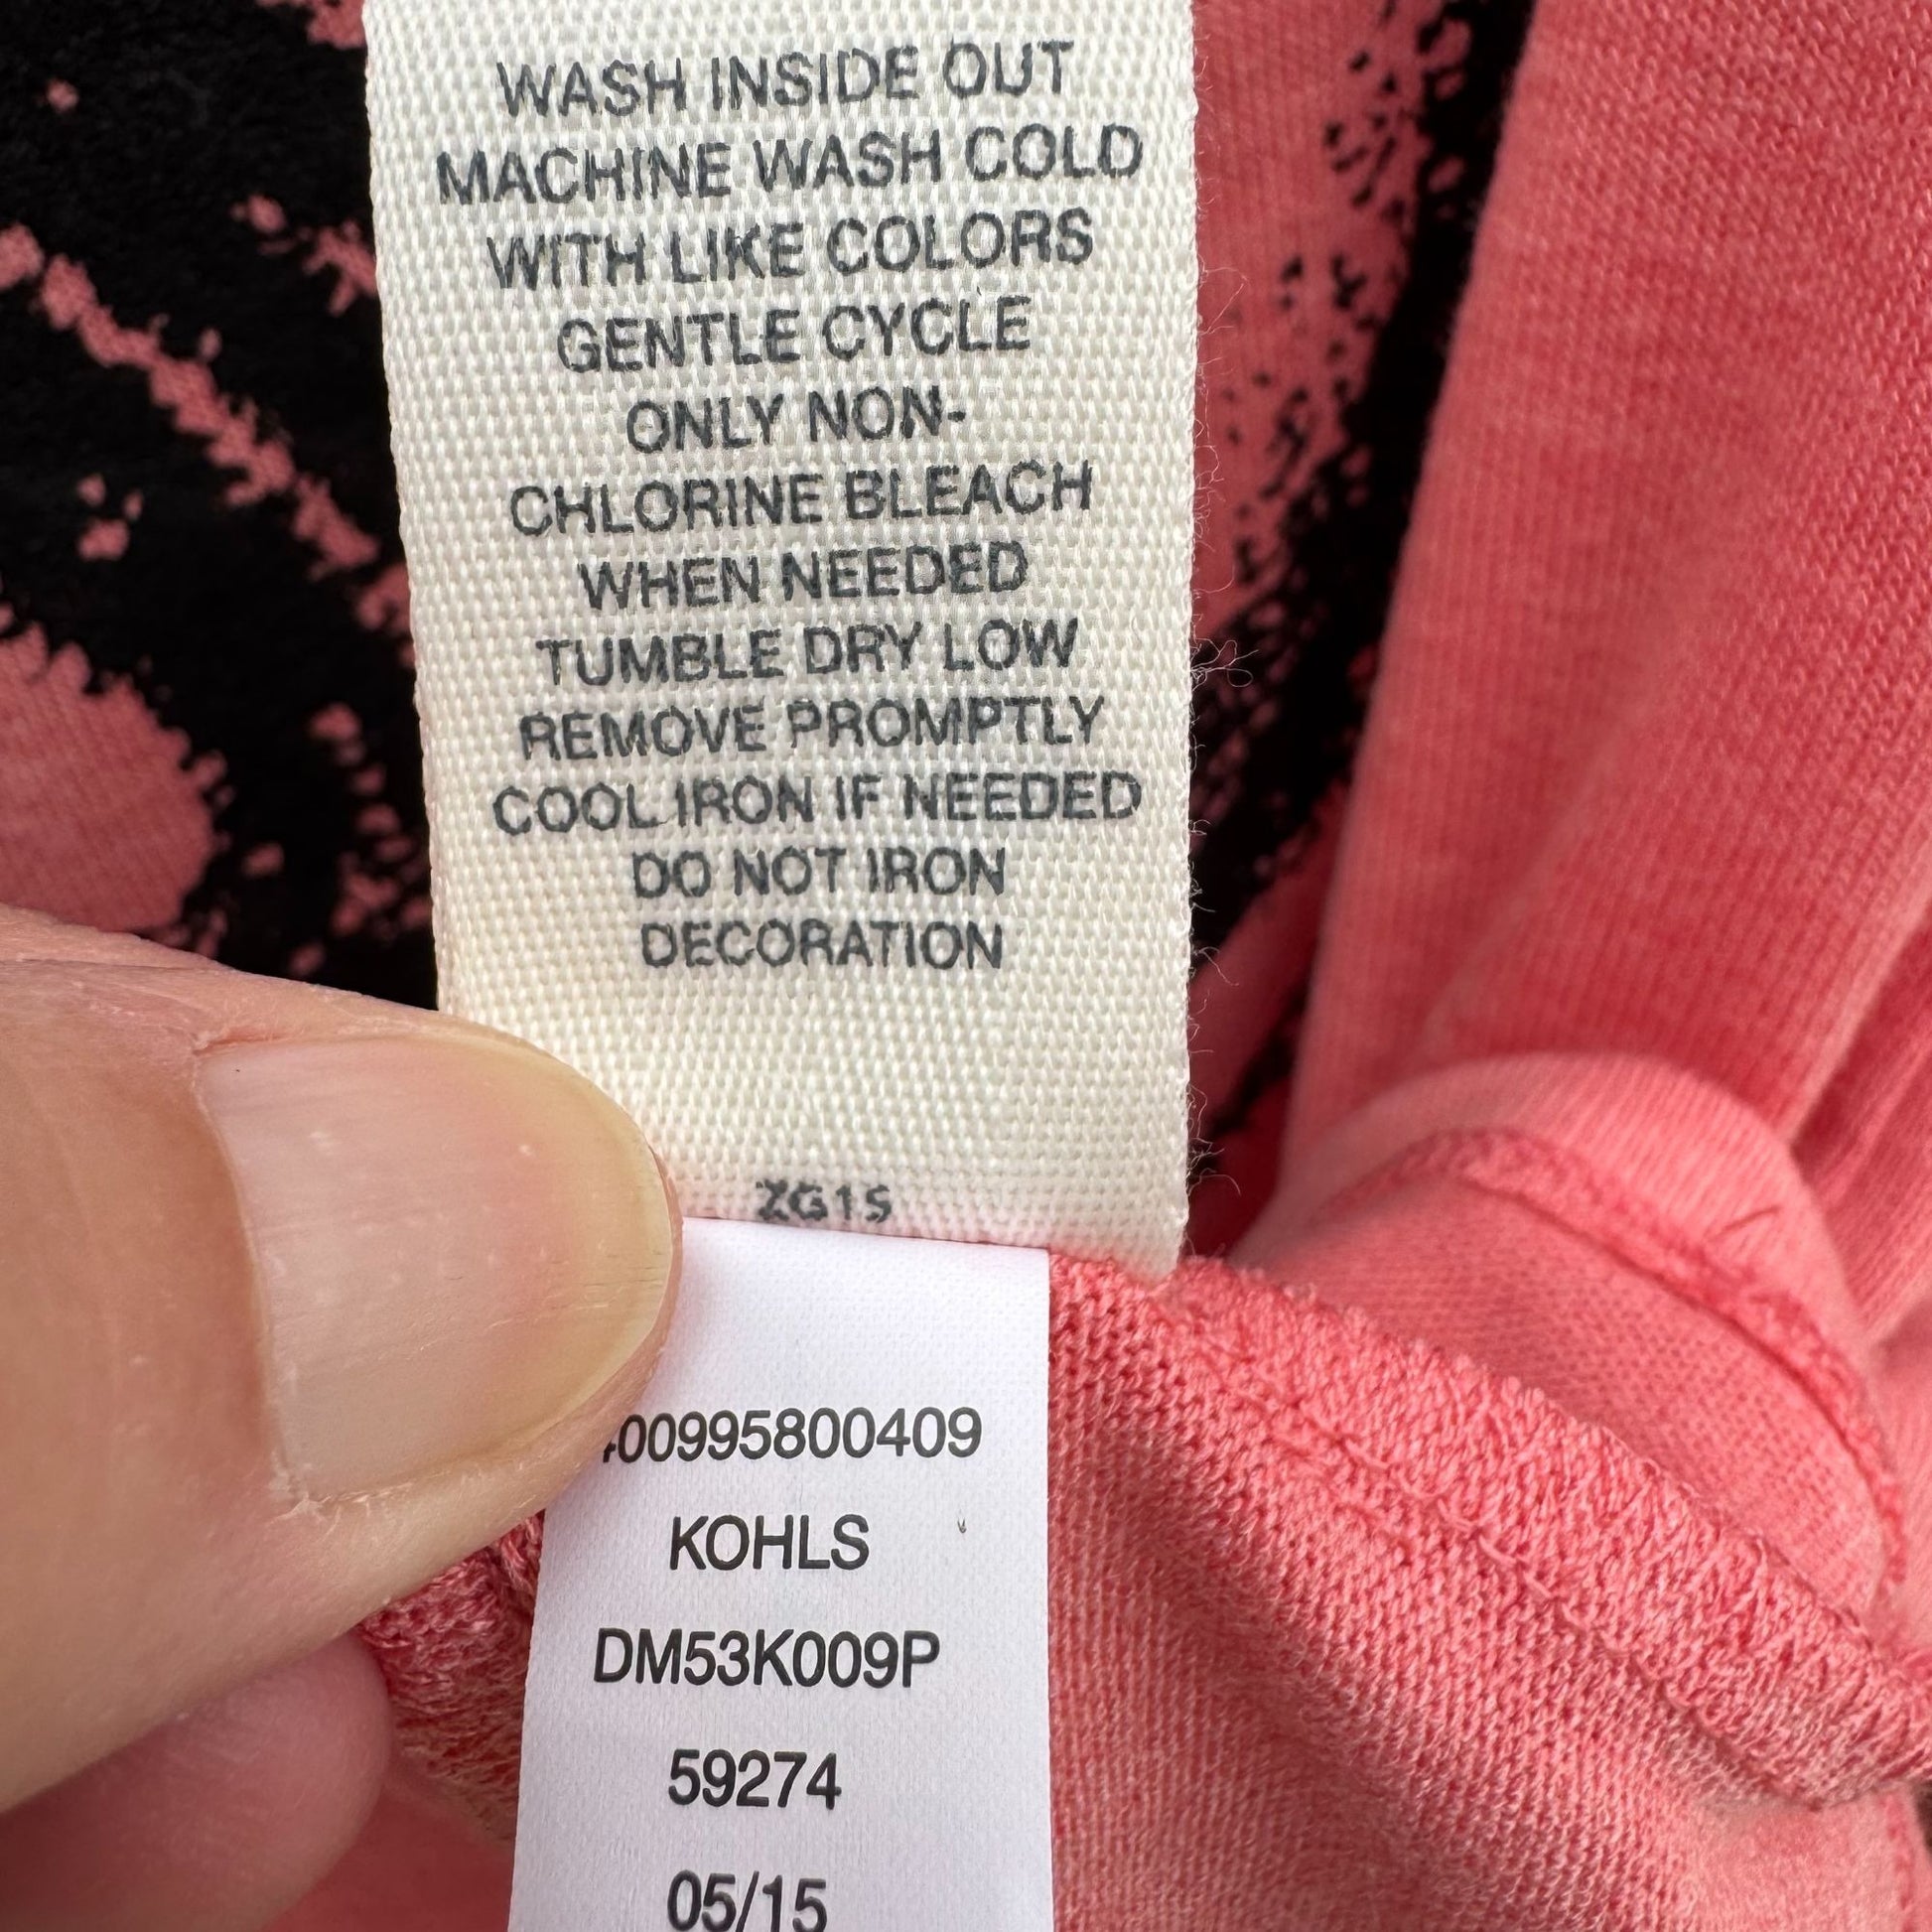 WASH INSIDE OUT
MACHINE WASH COLD
WITH LIKE COLORS
GENTLE CYCLE
ONLY NON-
CHLORINE BLEACH
WHEN NEEDED
TUMBLE DRY LOW
REMOVE PROMPTLY
COOL IRON IF NEEDED
DO NOT IRON
DECORATION
ZG15
00995800409
KOHLS
DM53K009P
59274
05/15